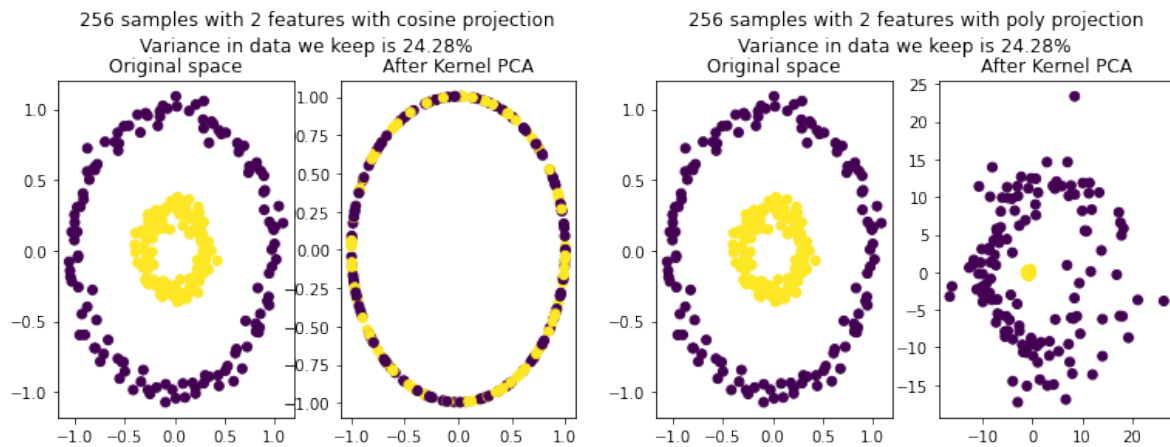 256 samples with 2 features with cosine projection
Variance in data we keep is 24.28%
Original space
After Kernel PCA
1.0
0.5
0.0
−0.5
−1.0
−1.0 −0.5 0.0 0.5 1.0
1.00
0.75
0.50
0.25
0.00
−0.25
−0.50
−0.75
−1.00
−1.0 −0.5 0.0 0.5 1.0
256 samples with 2 features with poly projection
Variance in data we keep is 24.28%
Original space
After Kernel PCA
1.0
0.5
0.0
−0.5
−1.0
−1.0 −0.5 0.0 0.5 1.0
25
20
15
10
5
0
−5
−10
−15
−10 0 10 20